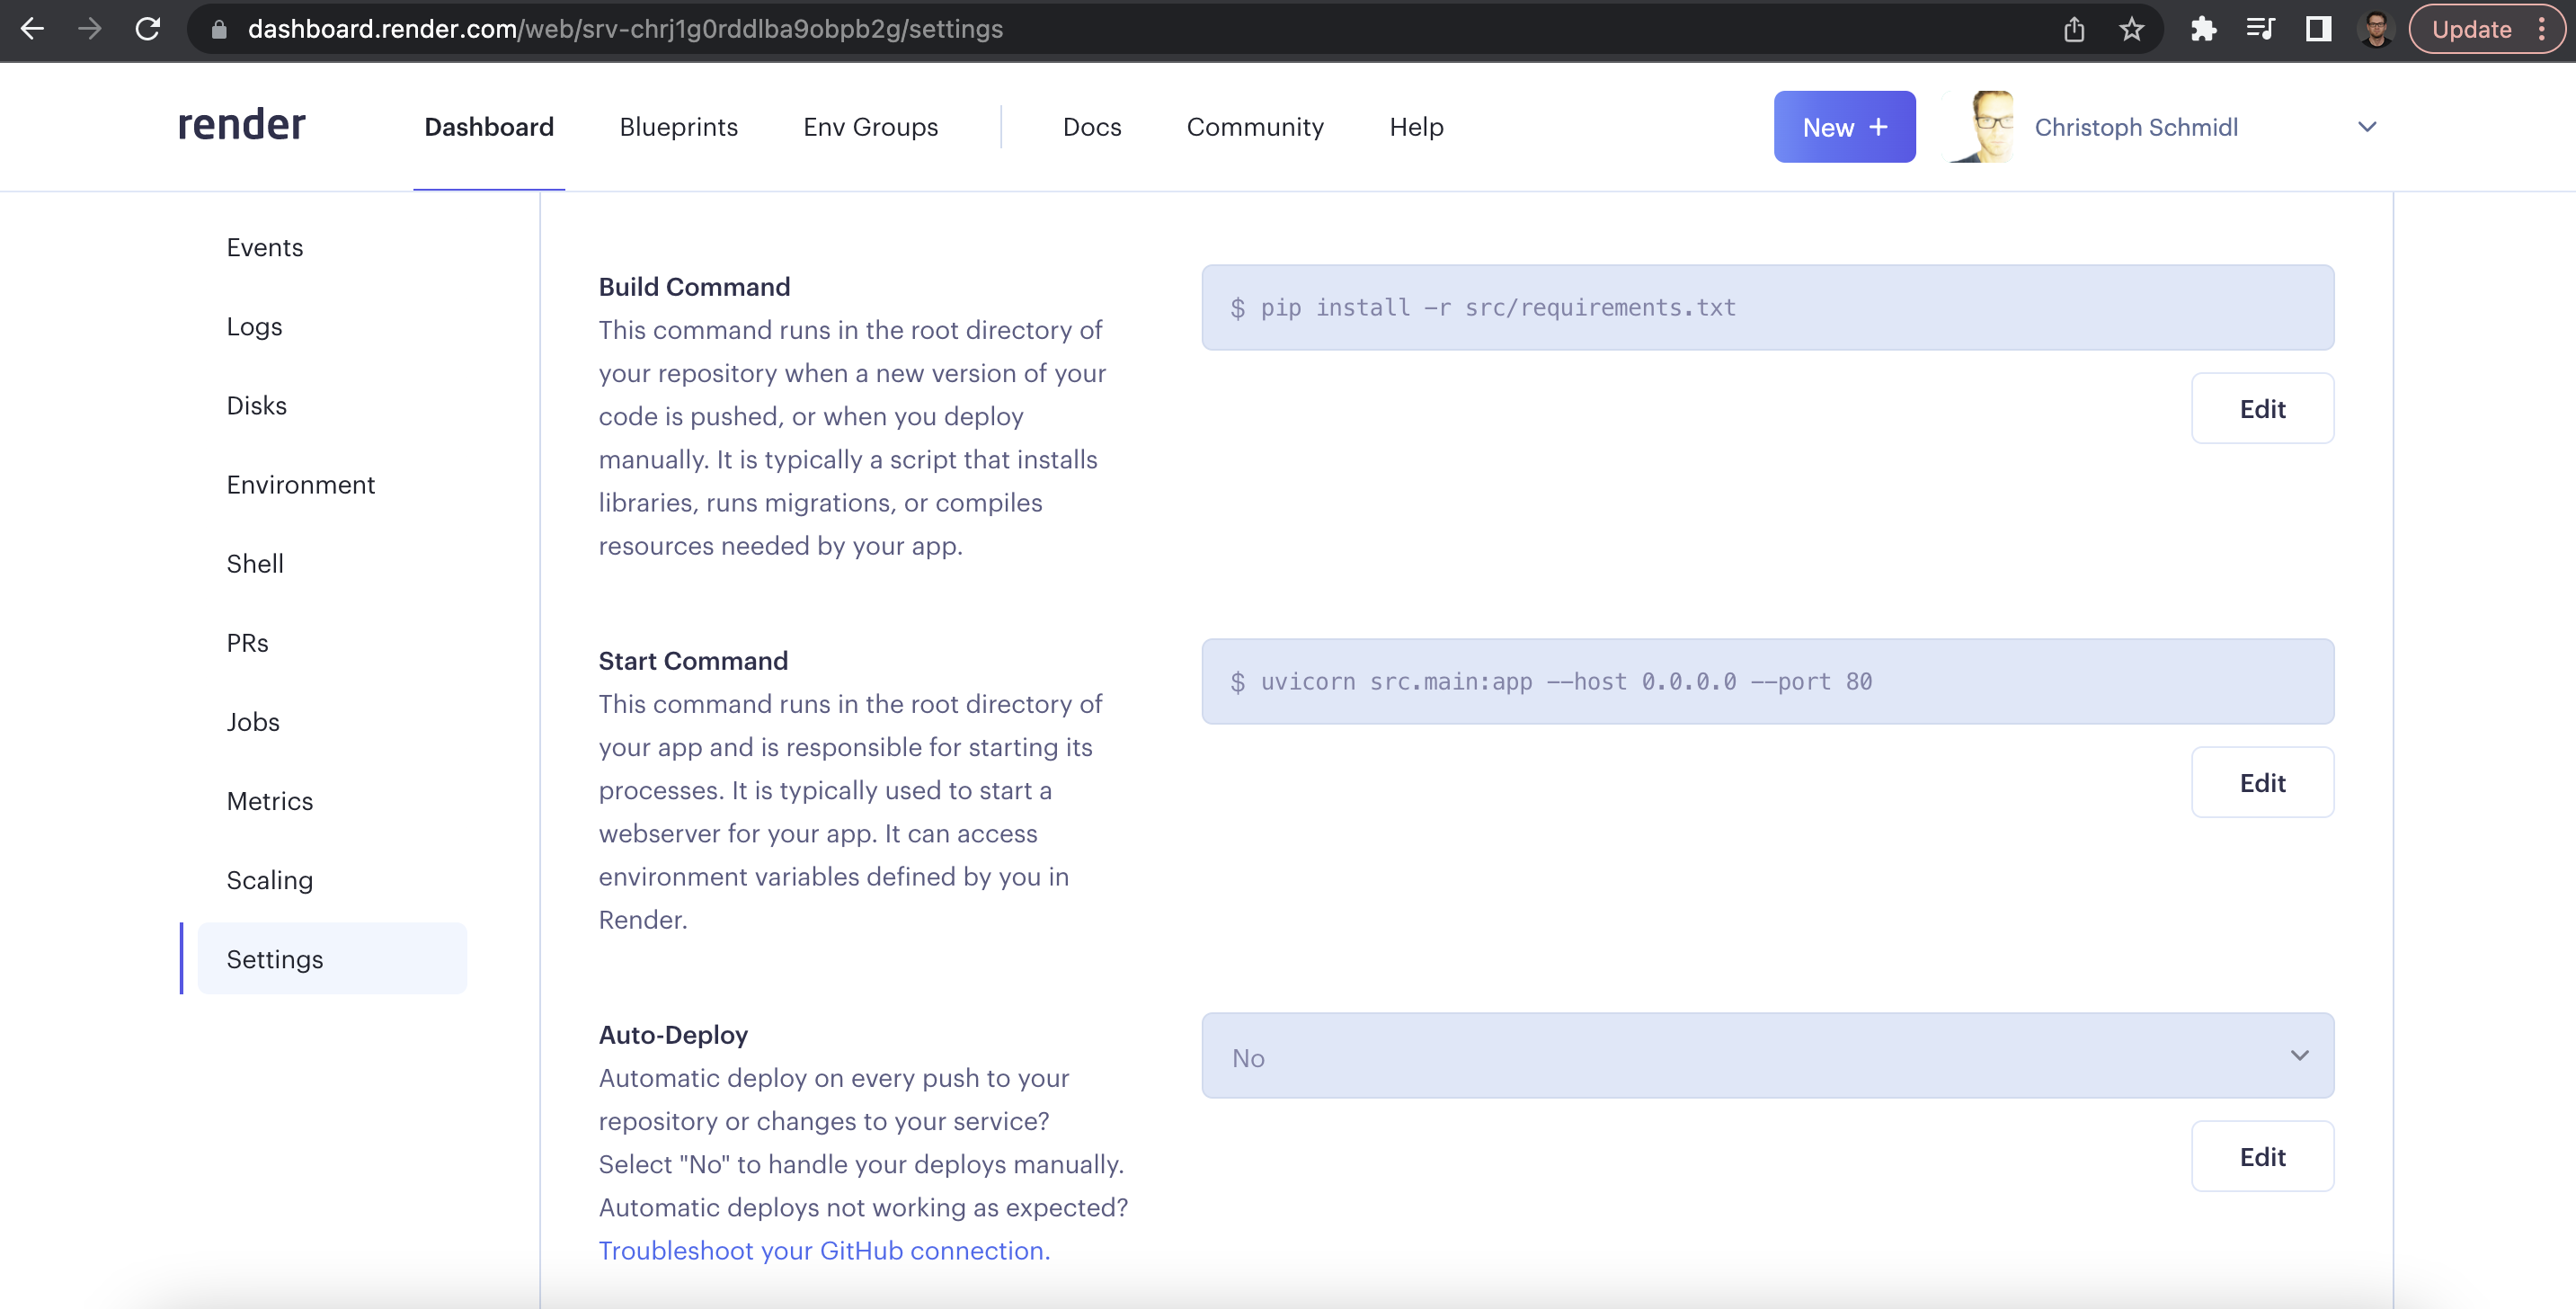 dashboard.render.com/web/srv-chrj1g0rddlba9obpb2g/settings
Update
render
Dashboard
Blueprints
Env Groups
Docs
Community
Help
New +
Christoph Schmidl
Events
Logs
Disks
Environment
Shell
PRs
Jobs
Metrics
Scaling
Settings
Build Command
This command runs in the root directory of
your repository when a new version of your
code is pushed, or when you deploy
manually. It is typically a script that installs
libraries, runs migrations, or compiles
resources needed by your app.
$ pip install -r src/requirements.txt
Edit
Start Command
This command runs in the root directory of
your app and is responsible for starting its
processes. It is typically used to start a
webserver for your app. It can access
environment variables defined by you in
Render.
$ uvicorn src.main:app --host 0.0.0.0 --port 80
Edit
Auto-Deploy
Automatic deploy on every push to your
repository or changes to your service?
Select "No" to handle your deploys manually.
Automatic deploys not working as expected?
Troubleshoot your GitHub connection.
No
Edit